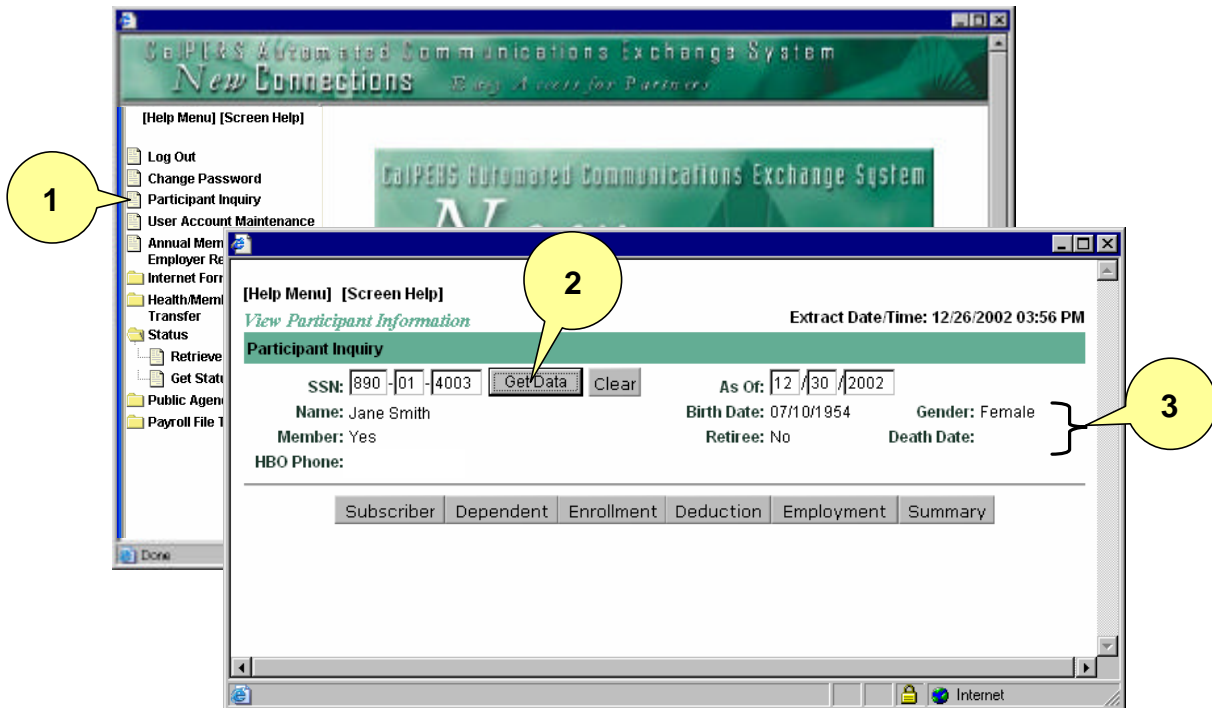 CalPERS Automated Communications Exchange System
New Connections Easy Access for Partners
[Help Menu] [Screen Help]
Log Out
Change Password
1
Participant Inquiry
User Account Maintenance
Annual Mem
Employer Re
Internet For
Health/Mem
Transfer
Status
Retrieve
Get Stat
Public Agen
Payroll File T
Done
CalPERS Automated Communications Exchange System
New
2
[Help Menu] [Screen Help]
View Participant Information
Extract Date/Time: 12/26/2002 03:56 PM
Participant Inquiry
SSN: 890 - 01 - 4003 Get Data Clear As Of: 12 / 30 / 2002
Name: Jane Smith Birth Date: 07/10/1954 Gender: Female
3
Member: Yes Retiree: No Death Date:
HBO Phone:
Subscriber Dependent Enrollment Deduction Employment Summary
Internet